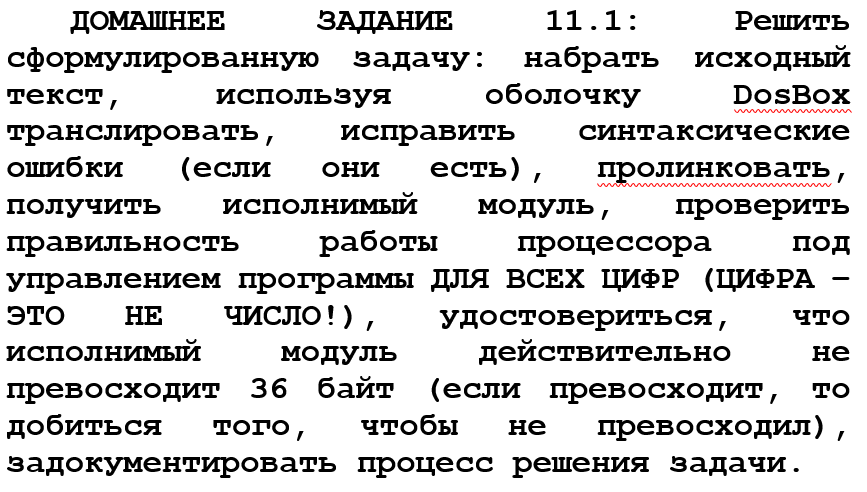 ДОМАШНЕЕ ЗАДАНИЕ 11.1: Решить
сформулированную задачу: набрать исходный
текст, используя оболочку DosBox
транслировать, исправить синтаксические
ошибки (если они есть), пролинковать,
получить исполнимый модуль, проверить
правильность работы процессора под
управлением программы ДЛЯ ВСЕХ ЦИФР (ЦИФРА –
ЭТО НЕ ЧИСЛО!), удостовериться, что
исполнимый модуль действительно не
превосходит 36 байт (если превосходит, то
добиться того, чтобы не превосходил),
задокументировать процесс решения задачи.